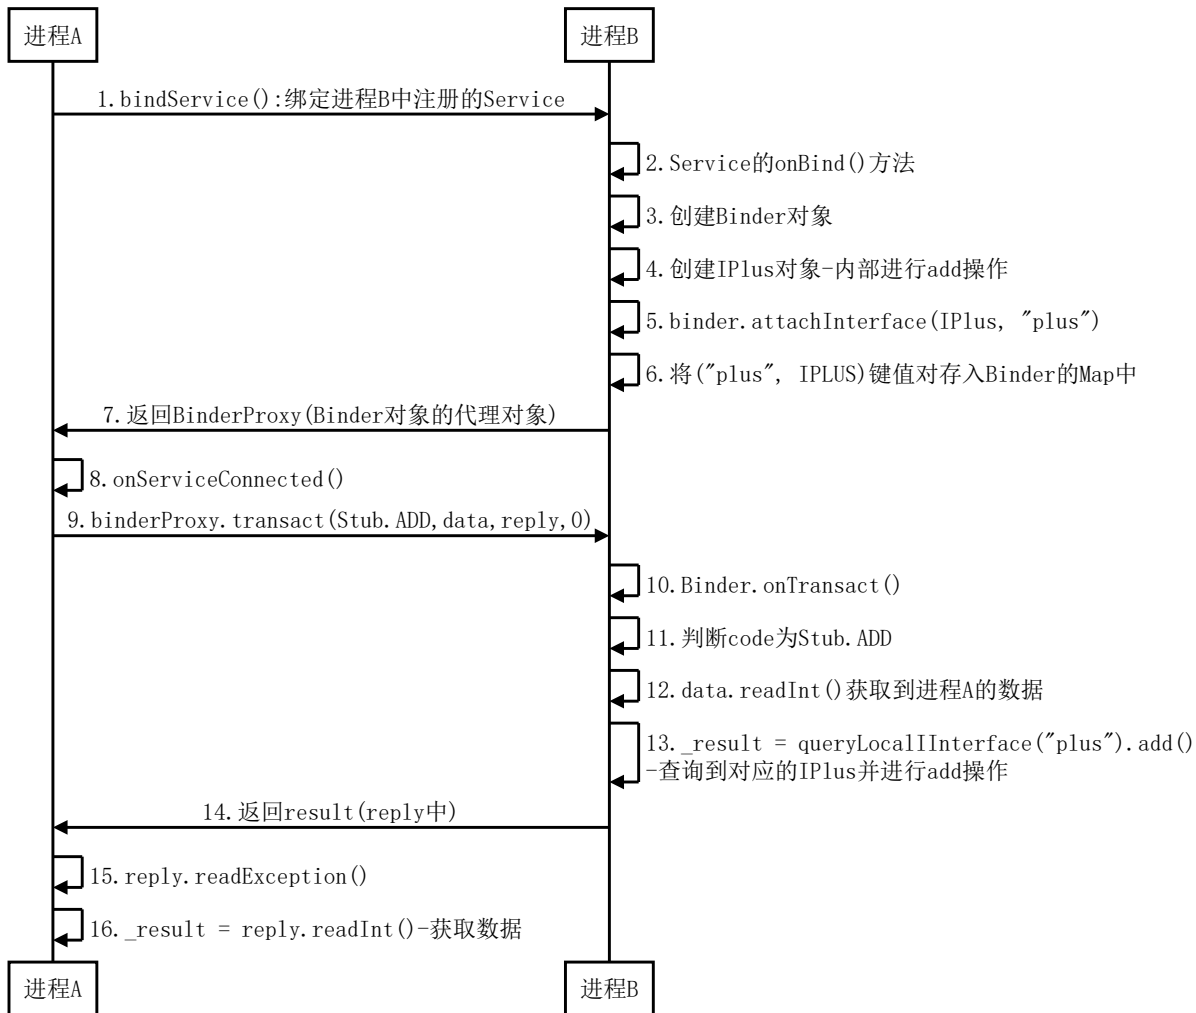 进程A
进程B
1.bindService():绑定进程B中注册的Service
2.Service的onBind()方法
3.创建Binder对象
4.创建IPlus对象-内部进行add操作
5.binder.attachInterface(IPlus, "plus")
6.将("plus", IPLUS)键值对存入Binder的Map中
7.返回BinderProxy(Binder对象的代理对象)
8.onServiceConnected()
9.binderProxy.transact(Stub.ADD,data,reply,0)
10.Binder.onTransact()
11.判断code为Stub.ADD
12.data.readInt()获取到进程A的数据
13._result = queryLocalIInterface("plus").add()
-查询到对应的IPlus并进行add操作
14.返回result(reply中)
15.reply.readException()
16._result = reply.readInt()-获取数据
进程A
进程B